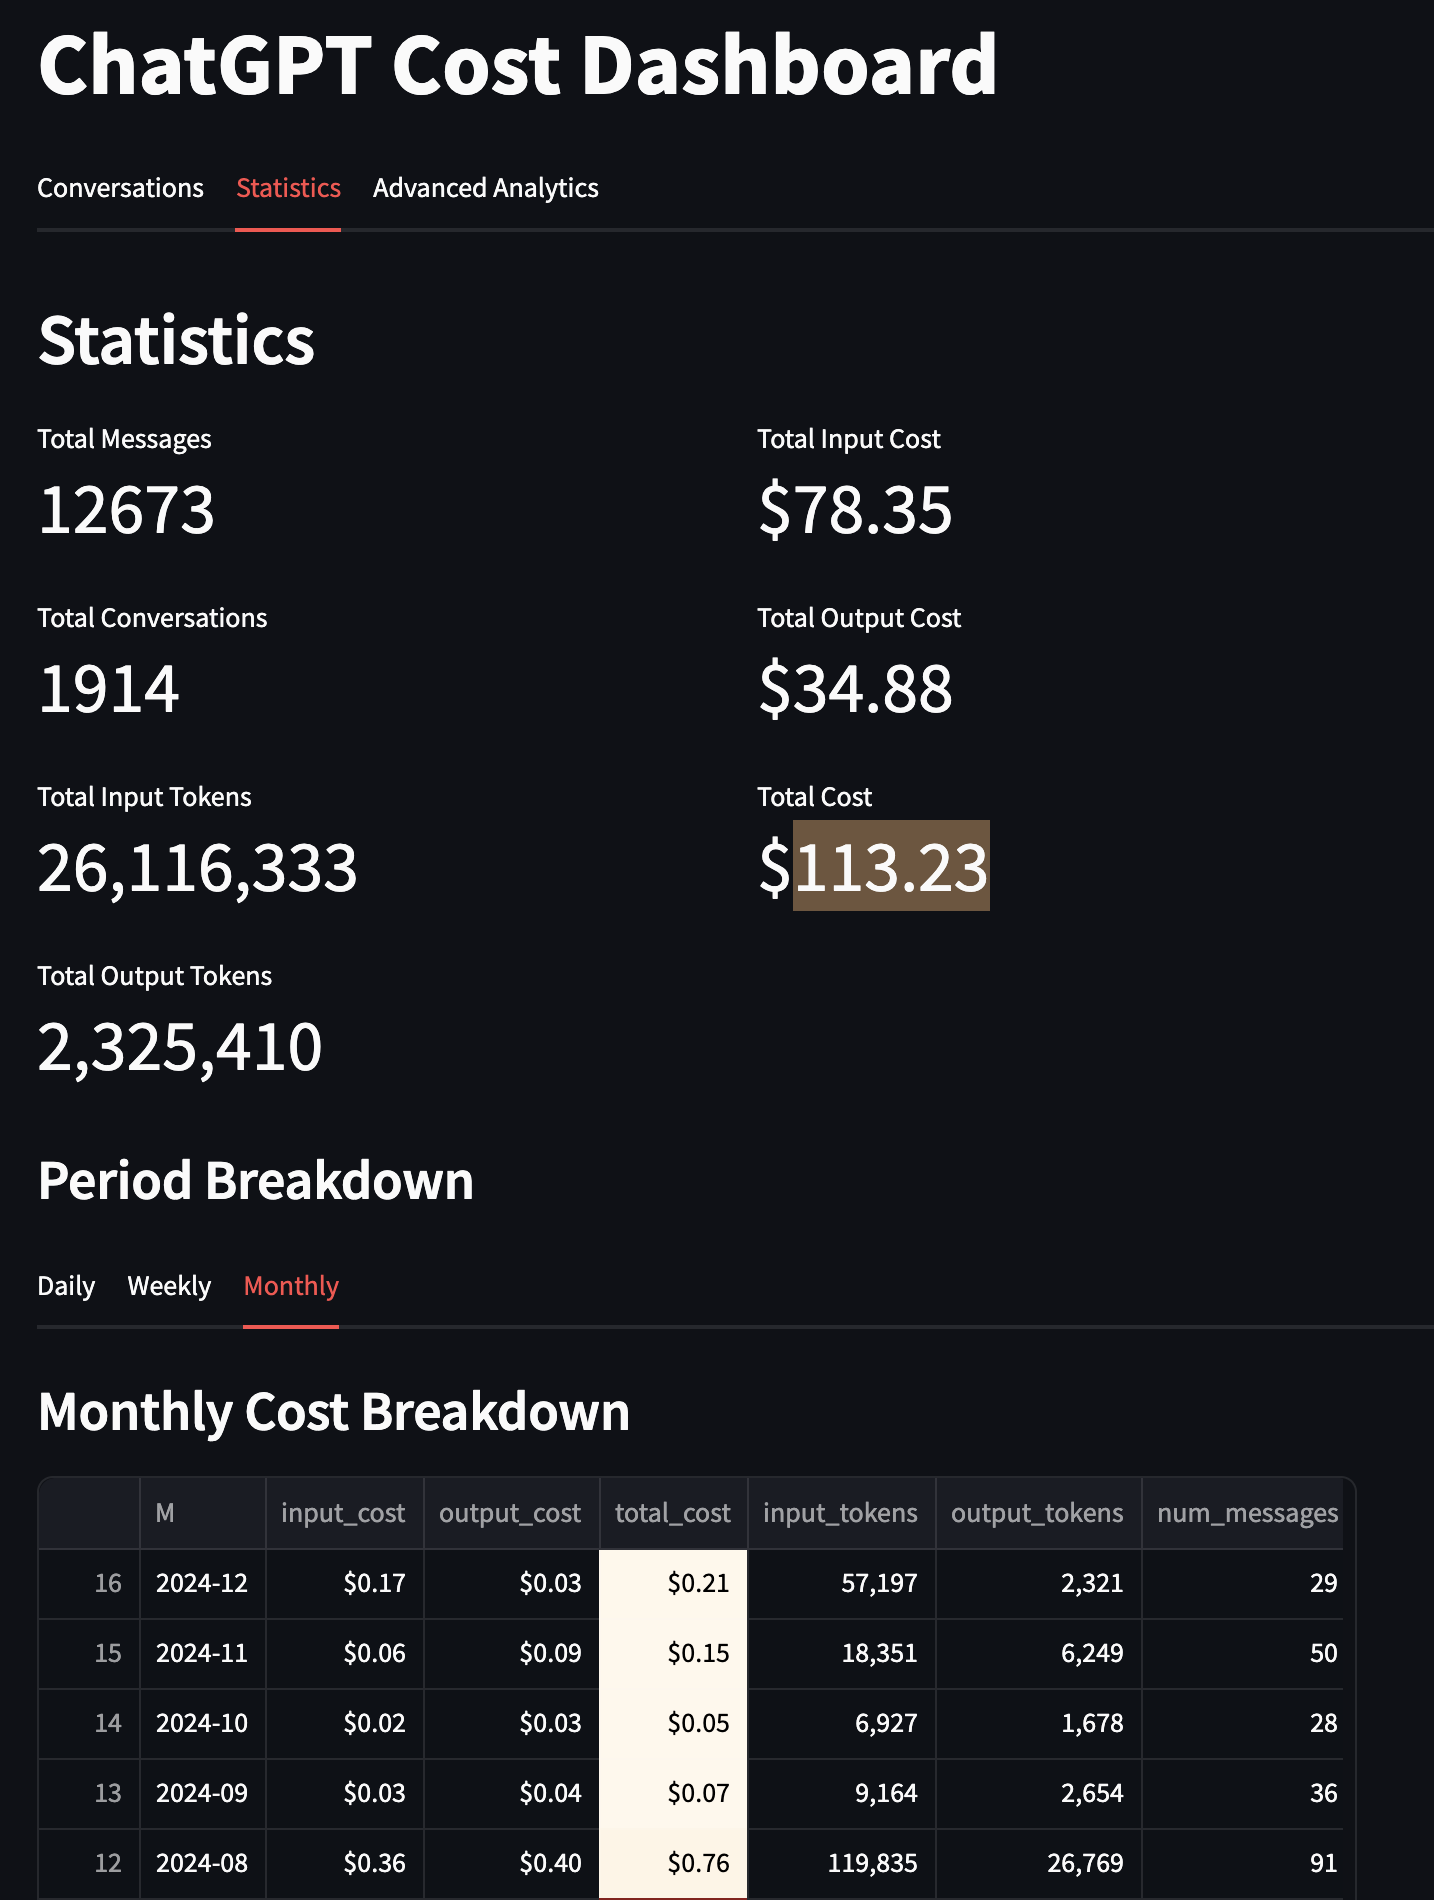 ChatGPT Cost Dashboard
Conversations Statistics Advanced Analytics
Statistics
Total Messages
12673
Total Input Cost
$78.35
Total Conversations
1914
Total Output Cost
$34.88
Total Input Tokens
26,116,333
Total Cost
$113.23
Total Output Tokens
2,325,410
Period Breakdown
Daily Weekly Monthly
Monthly Cost Breakdown
M input_cost output_cost total_cost input_tokens output_tokens num_messages
16 2024-12 $0.17 $0.03 $0.21 57,197 2,321 29
15 2024-11 $0.06 $0.09 $0.15 18,351 6,249 50
14 2024-10 $0.02 $0.03 $0.05 6,927 1,678 28
13 2024-09 $0.03 $0.04 $0.07 9,164 2,654 36
12 2024-08 $0.36 $0.40 $0.76 119,835 26,769 91